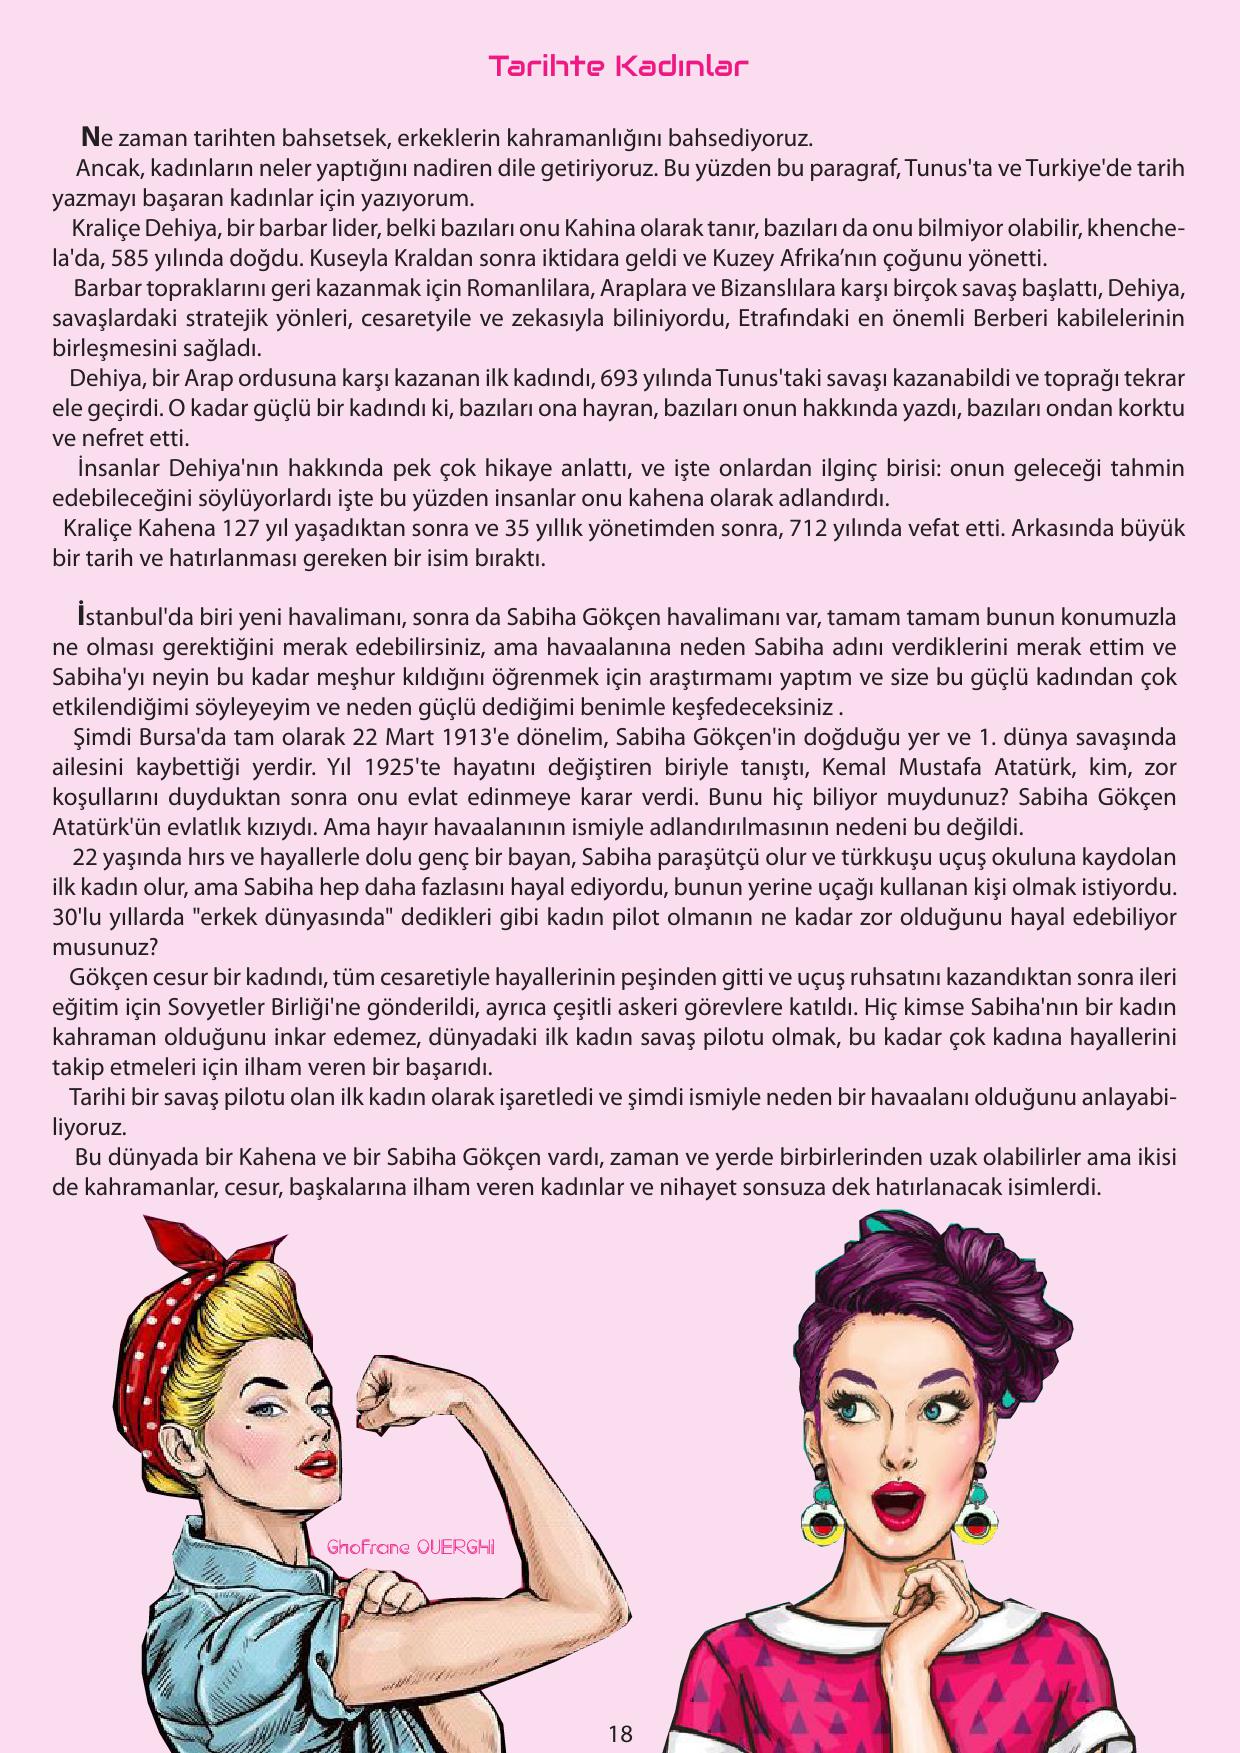 Tarihte Kadınlar
Ne zaman tarihten bahsetsek, erkeklerin kahramanlığını bahsediyoruz.
Ancak, kadınların neler yaptığını nadiren dile getiriyoruz. Bu yüzden bu paragraf, Tunus'ta ve Turkiye'de tarih
yazmayı başaran kadınlar için yazıyorum.
Kraliçe Dehiya, bir barbar lider, belki bazıları onu Kahina olarak tanır, bazıları da onu bilmiyor olabilir, khenche-
la'da, 585 yılında doğdu. Kuseyla Kraldan sonra iktidara geldi ve Kuzey Afrika’nın çoğunu yönetti.
Barbar topraklarını geri kazanmak için Romanlilara, Araplara ve Bizanslılara karşı birçok savaş başlattı, Dehiya,
savaşlardaki stratejik yönleri, cesaretyile ve zekasıyla biliniyordu, Etrafındaki en önemli Berberi kabilelerinin
birleşmesini sağladı.
Dehiya, bir Arap ordusuna karşı kazanan ilk kadındı, 693 yılında Tunus'taki savaşı kazanabildi ve toprağı tekrar
ele geçirdi. O kadar güçlü bir kadındı ki, bazıları ona hayran, bazıları onun hakkında yazdı, bazıları ondan korktu
ve nefret etti.
İnsanlar Dehiya'nın hakkında pek çok hikaye anlattı, ve işte onlardan ilginç birisi: onun geleceği tahmin
edebileceğini söylüyorlardı işte bu yüzden insanlar onu kahena olarak adlandırdı.
Kraliçe Kahena 127 yıl yaşadıktan sonra ve 35 yıllık yönetimden sonra, 712 yılında vefat etti. Arkasında büyük
bir tarih ve hatırlanması gereken bir isim bıraktı.
İstanbul'da biri yeni havalimanı, sonra da Sabiha Gökçen havalimanı var, tamam tamam bunun konumuzla
ne olması gerektiğini merak edebilirsiniz, ama havaalanına neden Sabiha adını verdiklerini merak ettim ve
Sabiha'yı neyin bu kadar meşhur kıldığını öğrenmek için araştırmamı yaptım ve size bu güçlü kadından çok
etkilendiğimi söyleyeyim ve neden güçlü dediğimi benimle keşfedeceksiniz .
Şimdi Bursa'da tam olarak 22 Mart 1913'e dönelim, Sabiha Gökçen'in doğduğu yer ve 1. dünya savaşında
ailesini kaybettiği yerdir. Yıl 1925'te hayatını değiştiren biriyle tanıştı, Kemal Mustafa Atatürk, kim, zor
koşullarını duyduktan sonra onu evlat edinmeye karar verdi. Bunu hiç biliyor muydunuz? Sabiha Gökçen
Atatürk'ün evlatlık kızıydı. Ama hayır havaalanının ismiyle adlandırılmasının nedeni bu değildi.
22 yaşında hırs ve hayallerle dolu genç bir bayan, Sabiha paraşütçü olur ve türkkuşu uçuş okuluna kaydolan
ilk kadın olur, ama Sabiha hep daha fazlasını hayal ediyordu, bunun yerine uçağı kullanan kişi olmak istiyordu.
30'lu yıllarda "erkek dünyasında" dedikleri gibi kadın pilot olmanın ne kadar zor olduğunu hayal edebiliyor
musunuz?
Gökçen cesur bir kadındı, tüm cesaretiyle hayallerinin peşinden gitti ve uçuş ruhsatını kazandıktan sonra ileri
eğitim için Sovyetler Birliği'ne gönderildi, ayrıca çeşitli askeri görevlere katıldı. Hiç kimse Sabiha'nın bir kadın
kahraman olduğunu inkar edemez, dünyadaki ilk kadın savaş pilotu olmak, bu kadar çok kadına hayallerini
takip etmeleri için ilham veren bir başarıdı.
Tarihi bir savaş pilotu olan ilk kadın olarak işaretledi ve şimdi ismiyle neden bir havaalanı olduğunu anlayabi-
liyoruz.
Bu dünyada bir Kahena ve bir Sabiha Gökçen vardı, zaman ve yerde birbirlerinden uzak olabilirler ama ikisi
de kahramanlar, cesur, başkalarına ilham veren kadınlar ve nihayet sonsuza dek hatırlanacak isimlerdi.
Ghofrane OUERGHI
18